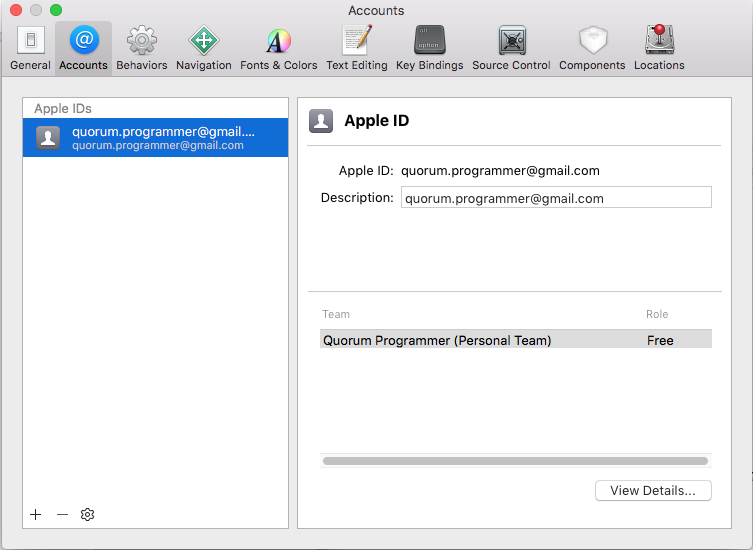 Accounts
General Accounts Behaviors Navigation Fonts & Colors Text Editing Key Bindings Source Control Components Locations
Apple IDs
quorum.programmer@gmail....
quorum.programmer@gmail.com
Apple ID
Apple ID: quorum.programmer@gmail.com
Description: quorum.programmer@gmail.com
Team Role
Quorum Programmer (Personal Team) Free
View Details...